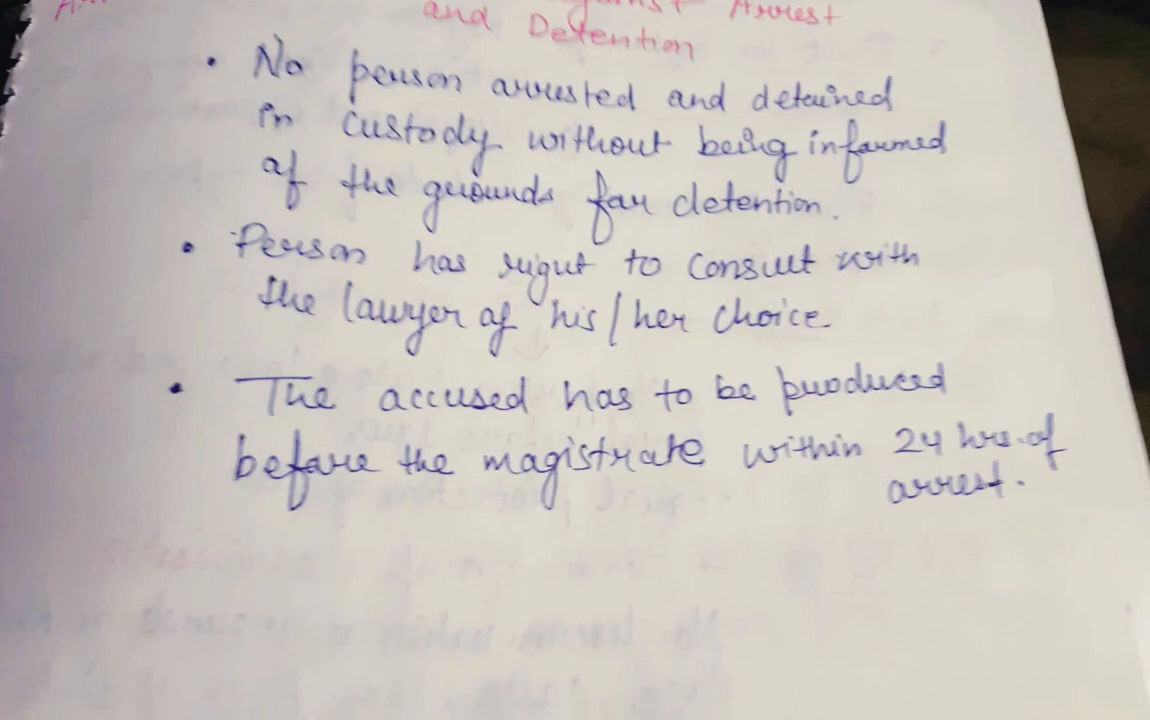 Arrest
and Detention
• No person arrested and detained
in custody without being informed
of the grounds for detention.
• Person has right to consult with
the lawyer of his/her choice
• The accused has to be produced
before the magistrate within 24 hrs. of
arrest.